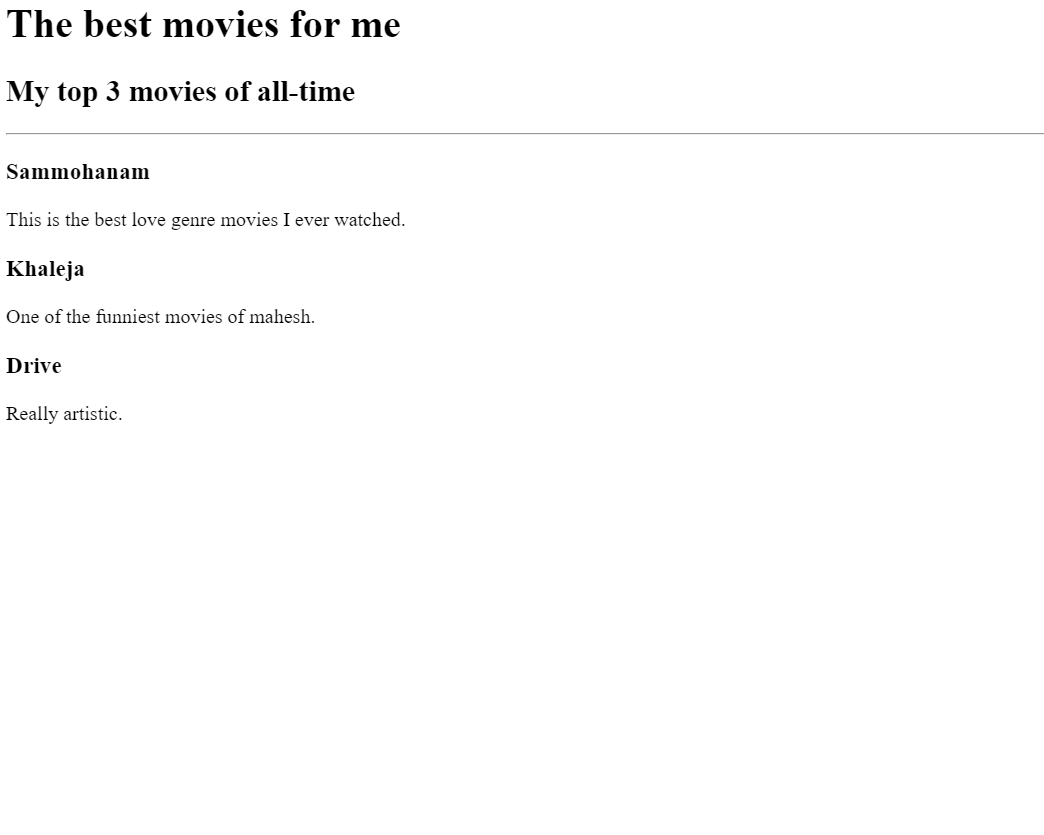 The best movies for me
My top 3 movies of all-time
Sammohanam
This is the best love genre movies I ever watched.
Khaleja
One of the funniest movies of mahesh.
Drive
Really artistic.